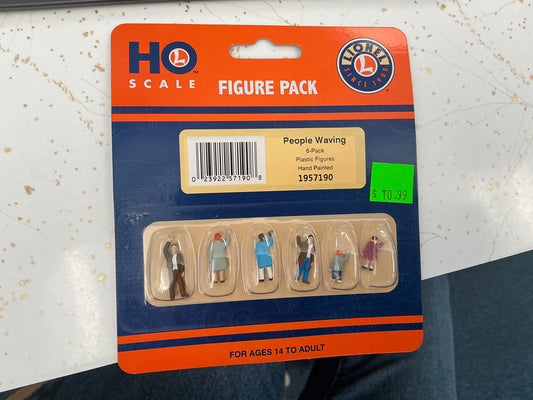 HO
SCALE
L
TM
FIGURE PACK
LIONEL
L
SINCE 1900
People Waving
6-Pack
Plastic Figures
Hand Painted
1957190
0 23922 57190 8
$ 10.99
FOR AGES 14 TO ADULT